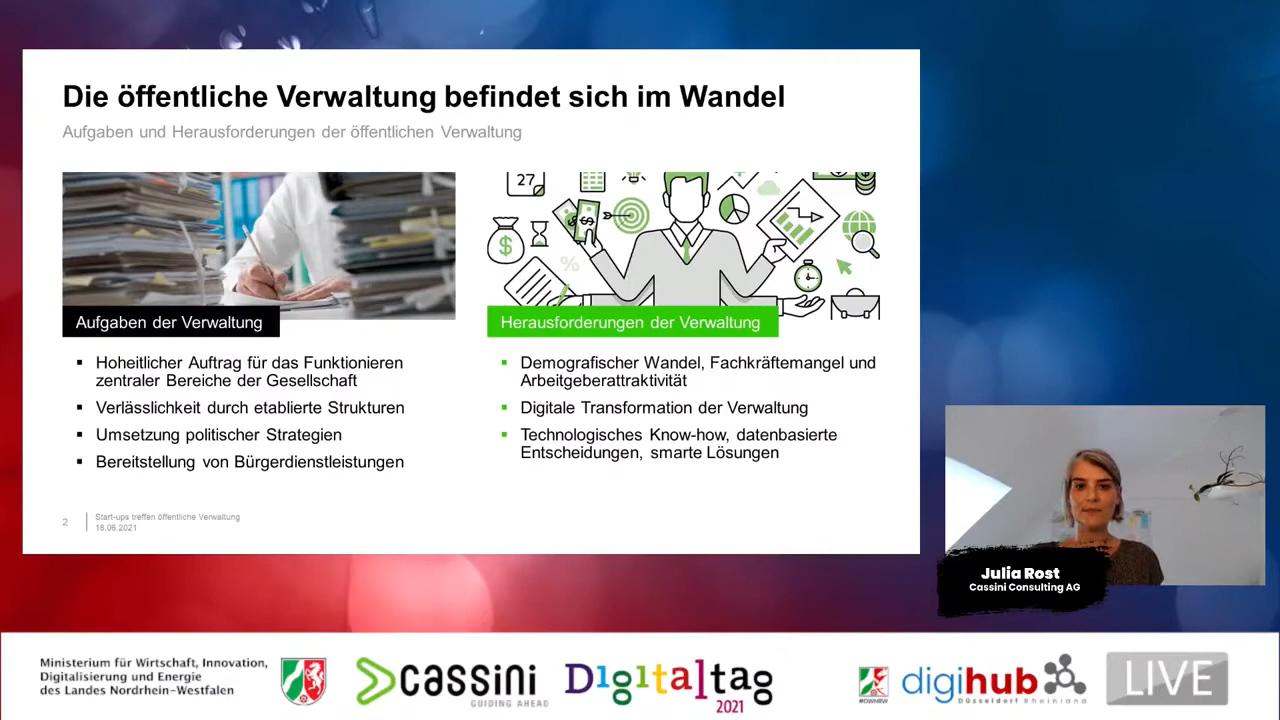 Die öffentliche Verwaltung befindet sich im Wandel
Aufgaben und Herausforderungen der öffentlichen Verwaltung
27
$
$
%
Aufgaben der Verwaltung
Hoheitlicher Auftrag für das Funktionieren
zentraler Bereiche der Gesellschaft
Verlässlichkeit durch etablierte Strukturen
Umsetzung politischer Strategien
Bereitstellung von Bürgerdienstleistungen
Herausforderungen der Verwaltung
Demografischer Wandel, Fachkräftemangel und
Arbeitgeberattraktivität
Digitale Transformation der Verwaltung
Technologisches Know-how, datenbasierte
Entscheidungen, smarte Lösungen
2
Start-ups treffen öffentliche Verwaltung
18.06.2021
Julia Rost
Cassini Consulting AG
Ministerium für Wirtschaft, Innovation,
Digitalisierung und Energie
des Landes Nordrhein-Westfalen
cassini
GUIDING AHEAD
Digitaltag
2021
#DWNRW
digihub
Düsseldorf Rheinland
LIVE